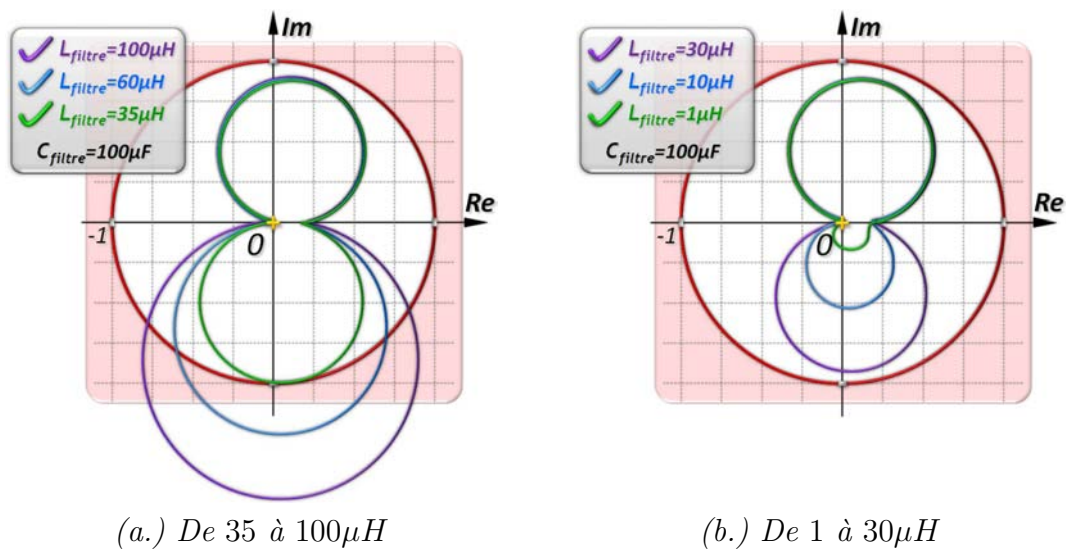 Im
L_filtre=100µH
L_filtre=60µH
L_filtre=35µH
C_filtre=100µF
Re
-1
0
(a.) De 35 à 100µH
Im
L_filtre=30µH
L_filtre=10µH
L_filtre=1µH
C_filtre=100µF
Re
-1
0
(b.) De 1 à 30µH